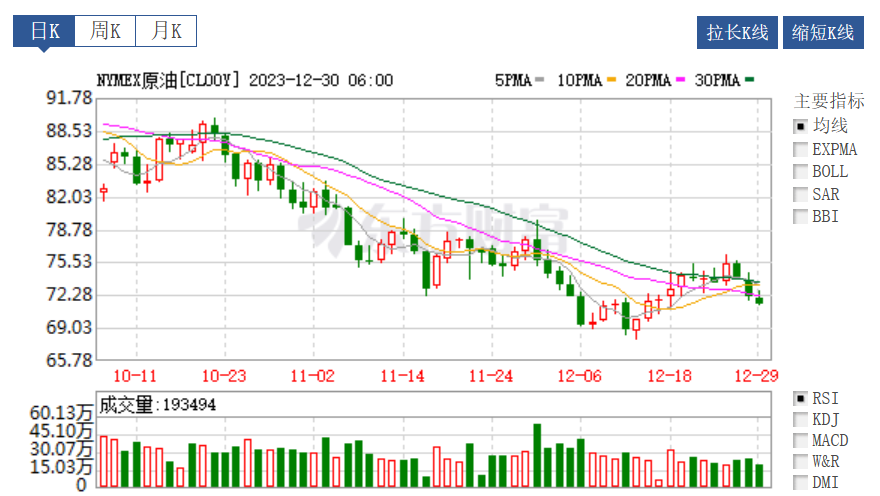 日K 周K 月K 拉长K线 缩短K线
NYMEX原油[CL00Y] 2023-12-30 06:00 5PMA 10PMA 20PMA 30PMA
91.78
88.53
85.28
82.03
78.78
75.53
72.28
69.03
65.78
东方财富
10-11 10-23 11-02 11-14 11-24 12-06 12-18 12-29
成交量:193494
60.13万
45.10万
30.07万
15.03万
0
主要指标
均线
EXPMA
BOLL
SAR
BBI
RSI
KDJ
MACD
W&R
DMI